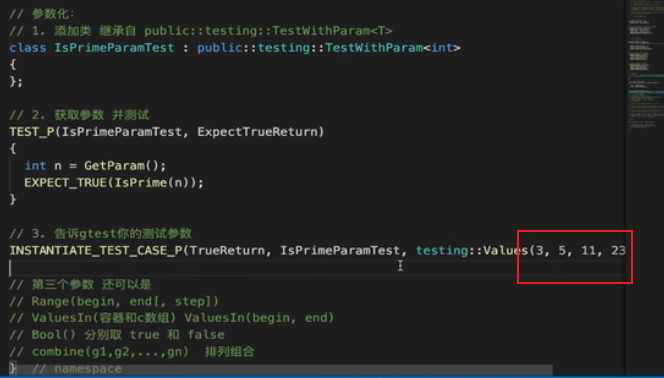 // 参数化:
// 1. 添加类 继承自 public::testing::TestWithParam<T>
class IsPrimeParamTest : public::testing::TestWithParam<int>
{
};
// 2. 获取参数 并测试
TEST_P(IsPrimeParamTest, ExpectTrueReturn)
{
int n = GetParam();
EXPECT_TRUE(IsPrime(n));
}
// 3. 告诉gtest你的测试参数
INSTANTIATE_TEST_CASE_P(TrueReturn, IsPrimeParamTest, testing::Values(3, 5, 11, 23
// 第三个参数 还可以是
// Range(begin, end[, step])
// ValuesIn(容器和c数组) ValuesIn(begin, end)
// Bool() 分别取 true 和 false
// combine(g1,g2,...,gn) 排列组合
} // namespace